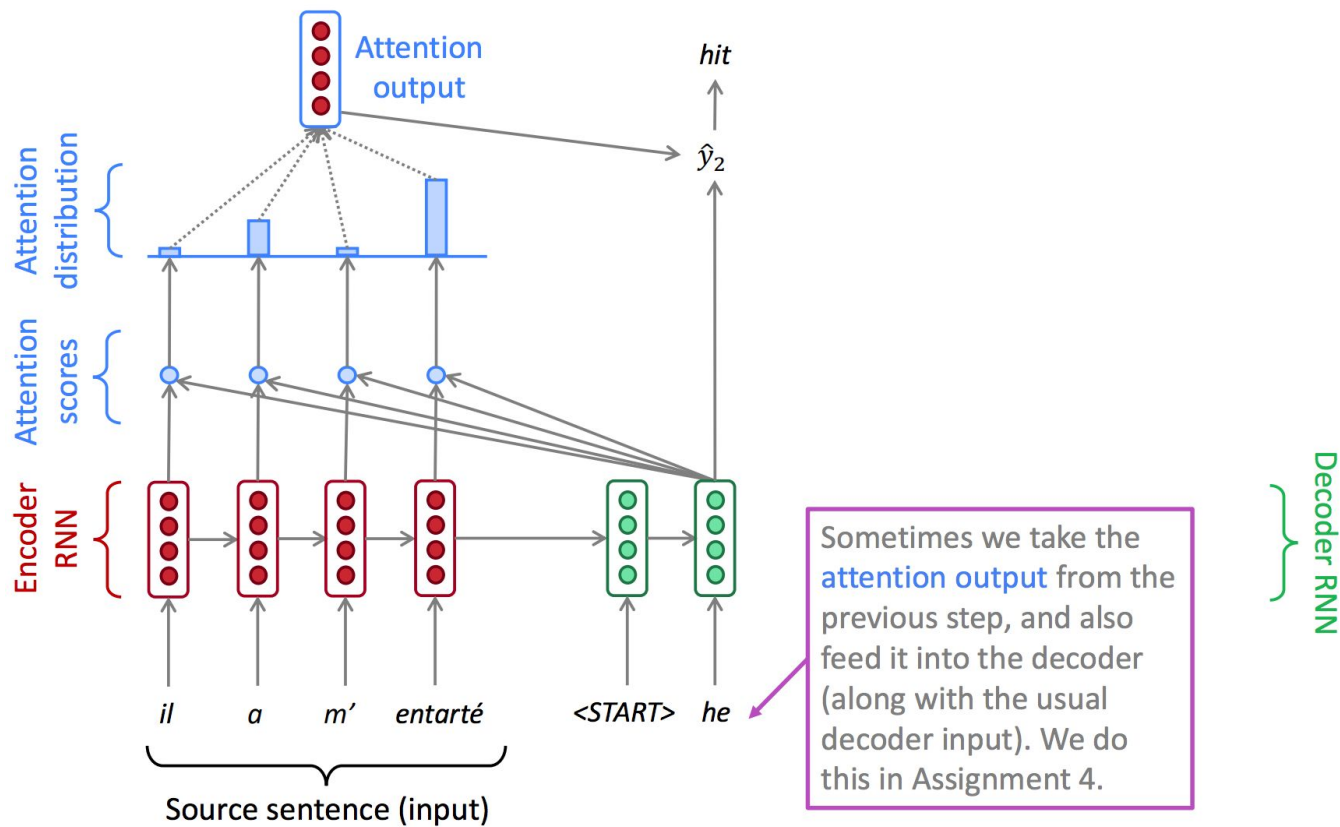 Attention
output
hit
ŷ₂
Attention
distribution
Attention
scores
Encoder
RNN
Decoder RNN
Sometimes we take the
attention output from the
previous step, and also
feed it into the decoder
(along with the usual
decoder input). We do
this in Assignment 4.
il a m’ entarté <START> he
Source sentence (input)